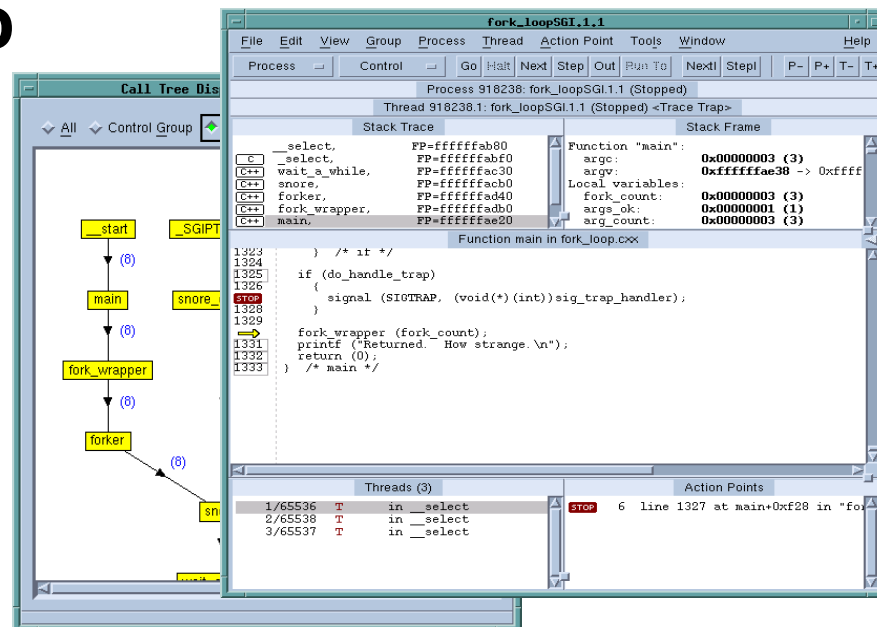 fork_loopSGI.1.1
File Edit View Group Process Thread Action Point Tools Window Help
Process Control Go Halt Next Step Out Run To NextI StepI P- P+ T- T+
Process 918238: fork_loopSGI.1.1 (Stopped)
Thread 918238.1: fork_loopSGI.1.1 (Stopped) <Trace Trap>
Stack Trace
__select, FP=ffffffab80
C _select, FP=ffffffabf0
C++ wait_a_while, FP=ffffffac30
C++ snore, FP=ffffffacb0
C++ forker, FP=ffffffad40
C++ fork_wrapper, FP=ffffffadb0
C++ main, FP=ffffffae20
Stack Frame
Function "main":
argc: 0x00000003 (3)
argv: 0xffffffae38 -> 0xffff
Local variables:
fork_count: 0x00000003 (3)
args_ok: 0x00000001 (1)
arg_count: 0x00000003 (3)
Function main in fork_loop.cxx
1323 } /* if */
1324
1325 if (do_handle_trap)
1326 {
STOP signal (SIGTRAP, (void(*)(int))sig_trap_handler);
1328 }
1329
fork_wrapper (fork_count);
1331 printf ("Returned. How strange.\n");
1332 return (0);
1333 } /* main */
Threads (3)
1/65536 T in __select
2/65538 T in __select
3/65537 T in __select
Action Points
STOP 6 line 1327 at main+0xf28 in "fo
Call Tree Dis
All Control Group
__start _SGIPT
(8)
main snore_
(8)
fork_wrapper
(8)
forker
(8)
sno